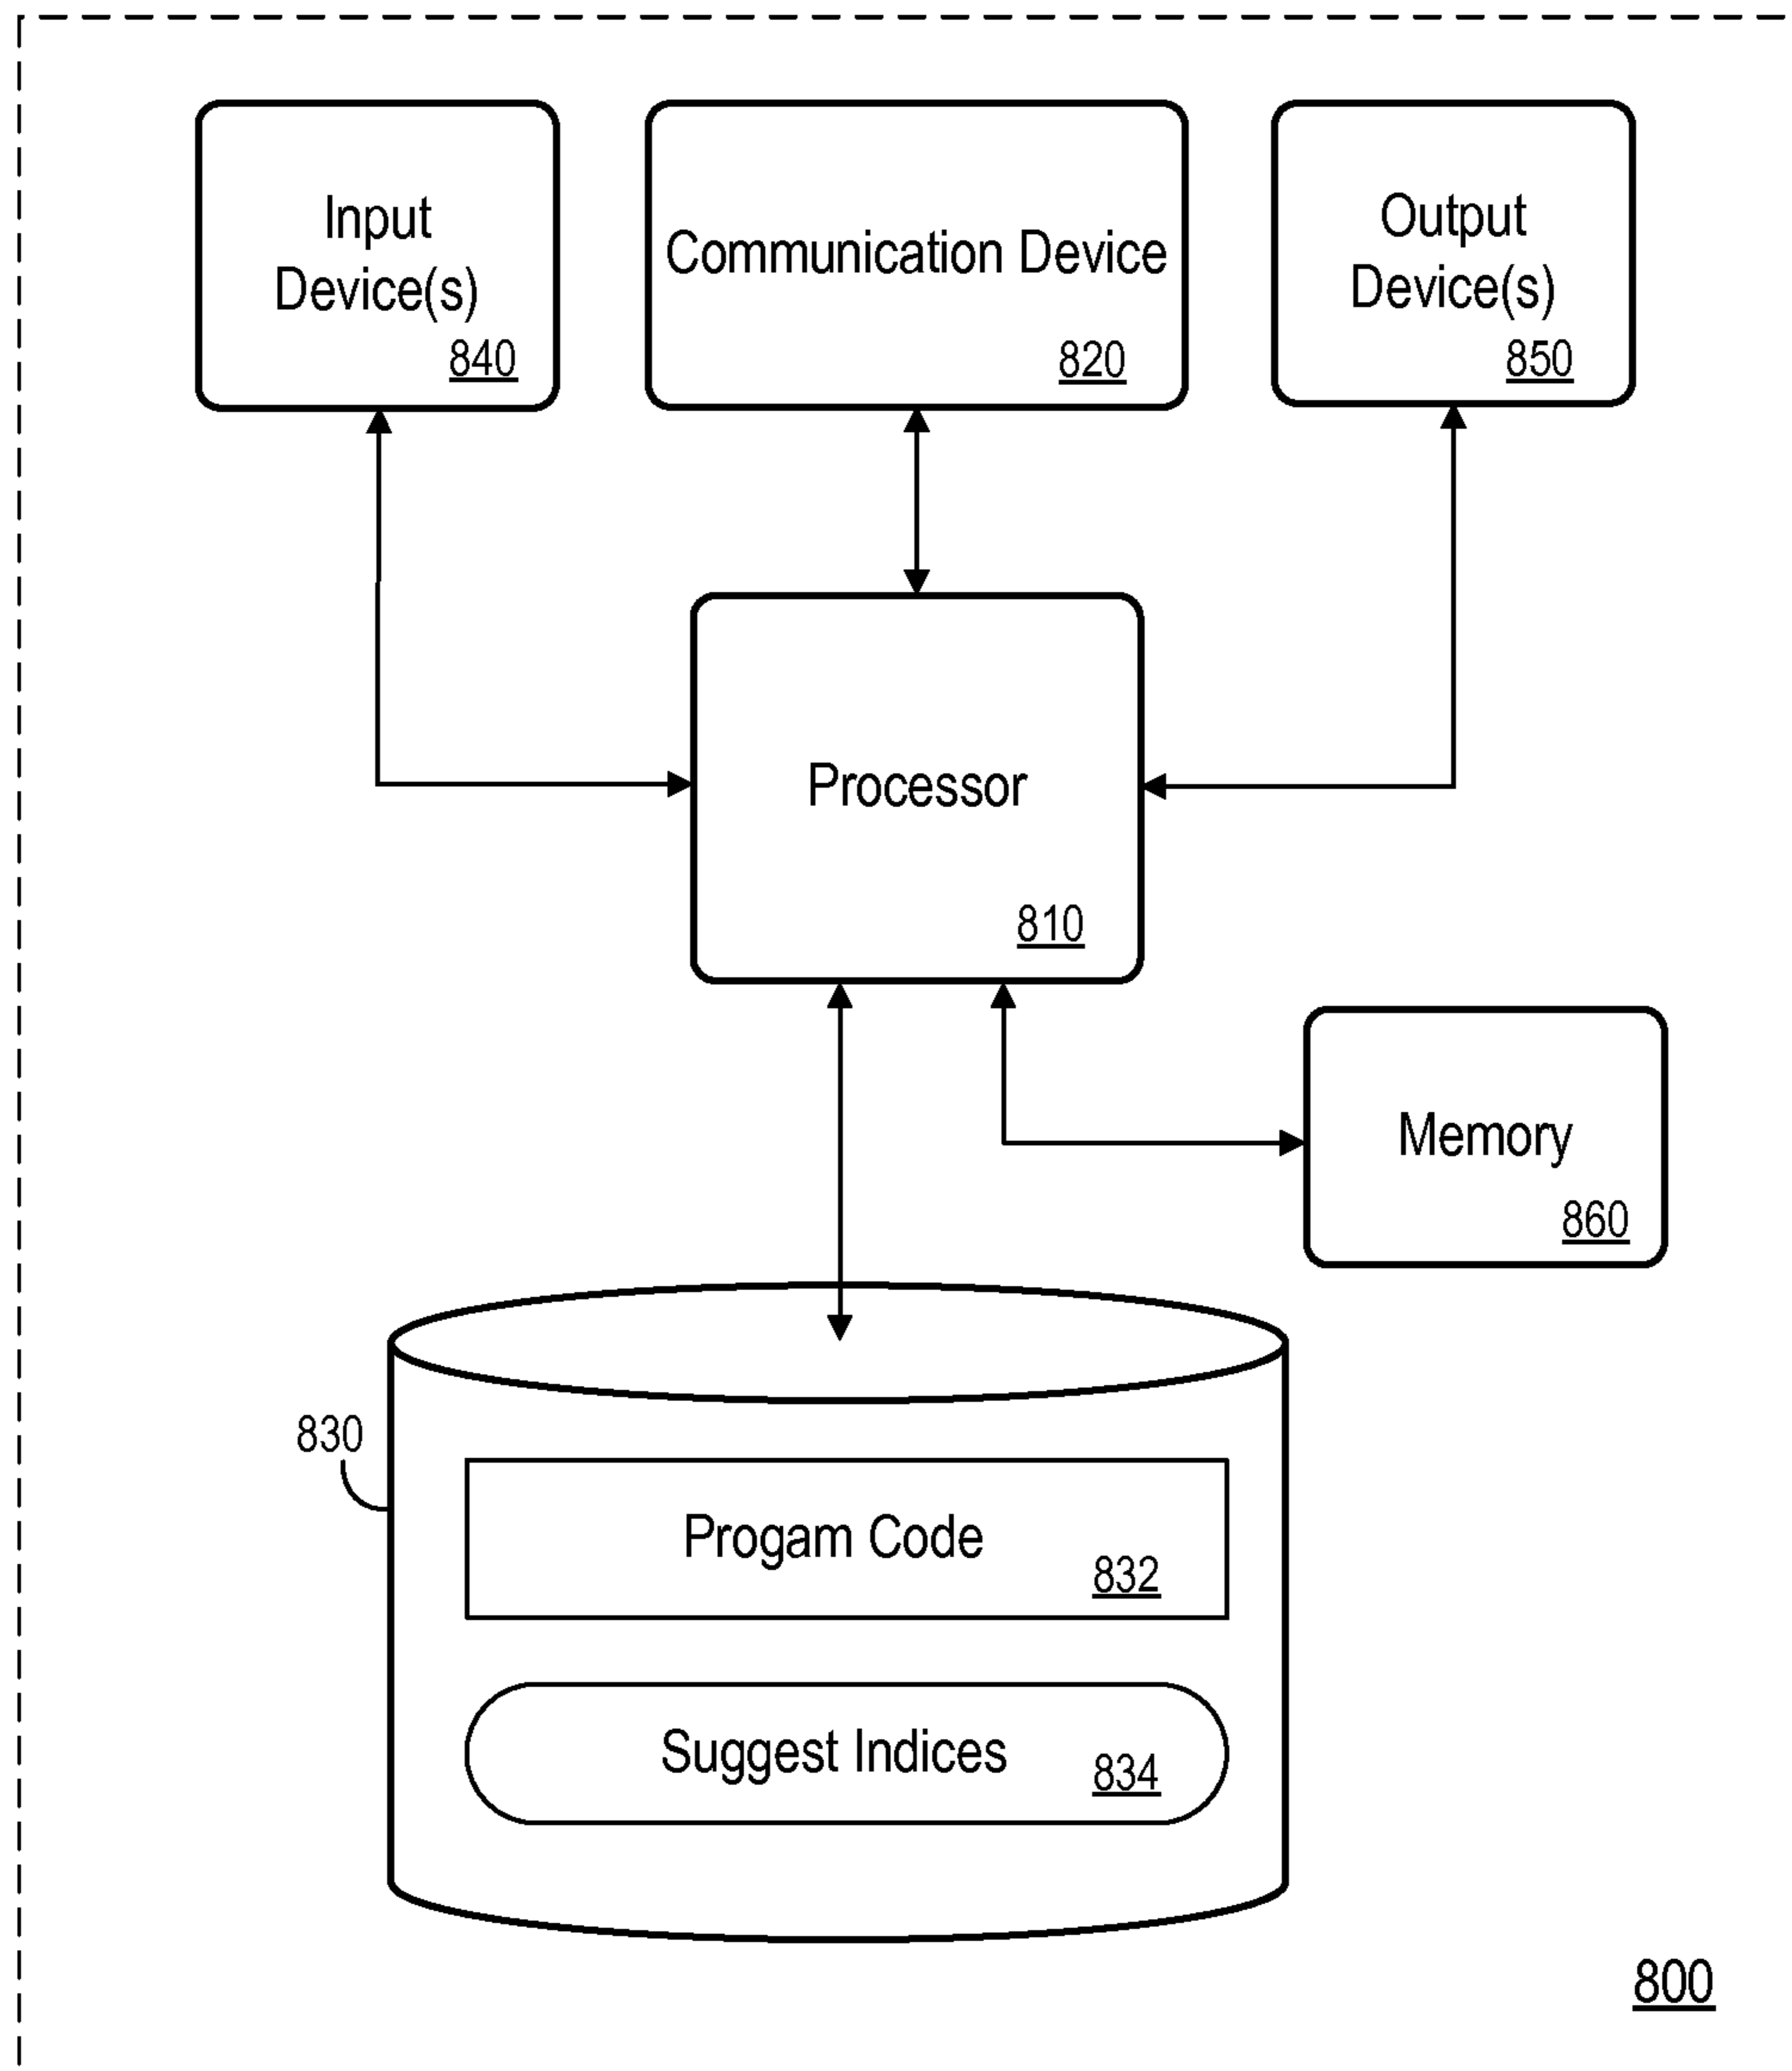 Input
Device(s)
840
Communication Device
820
Output
Device(s)
850
Processor
810
Memory
860
830
Progam Code
832
Suggest Indices
834
800